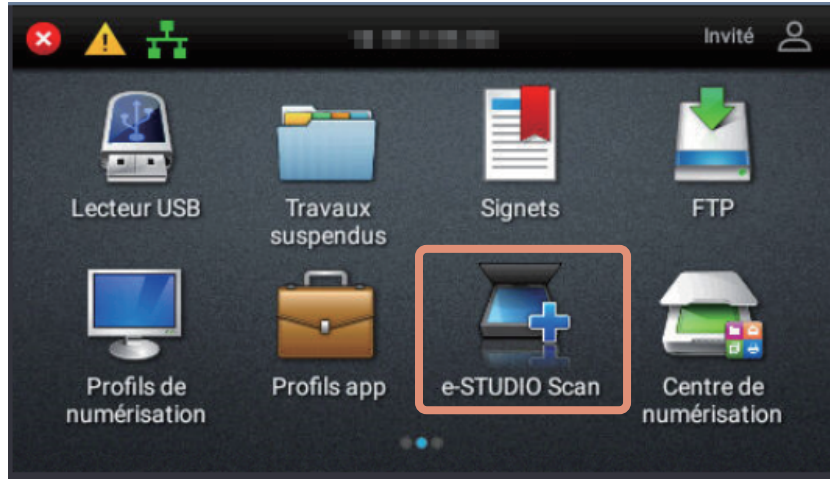 Invité
Lecteur USB
Travaux
suspendus
Signets
FTP
Profils de
numérisation
Profils app
e-STUDIO Scan
Centre de
numérisation